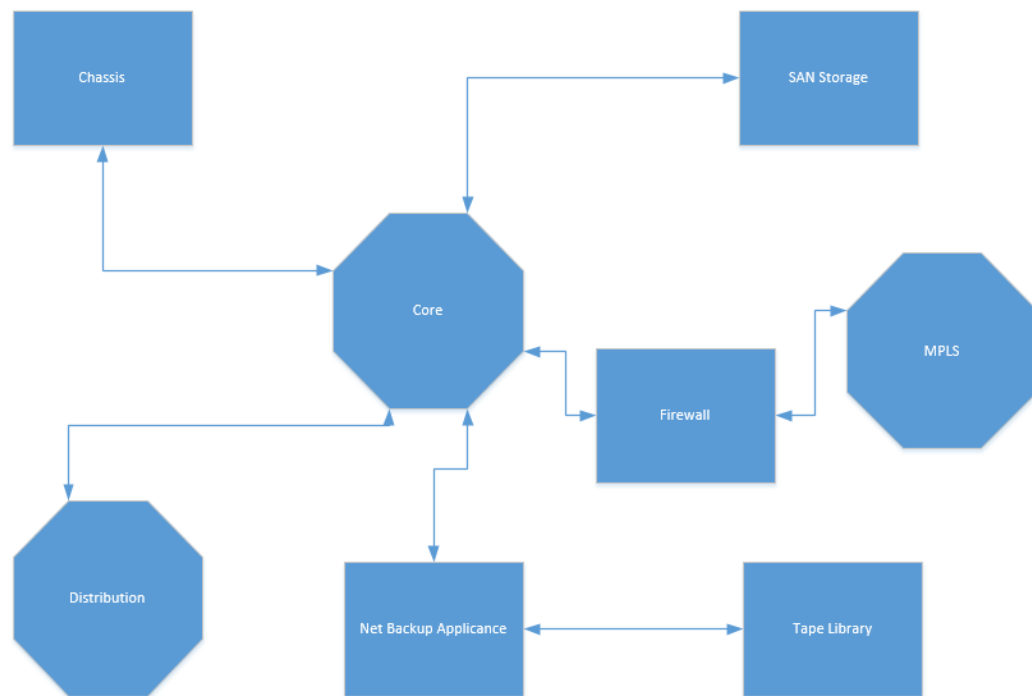 Chassis
SAN Storage
Core
MPLS
Firewall
Distribution
Net Backup Applicance
Tape Library